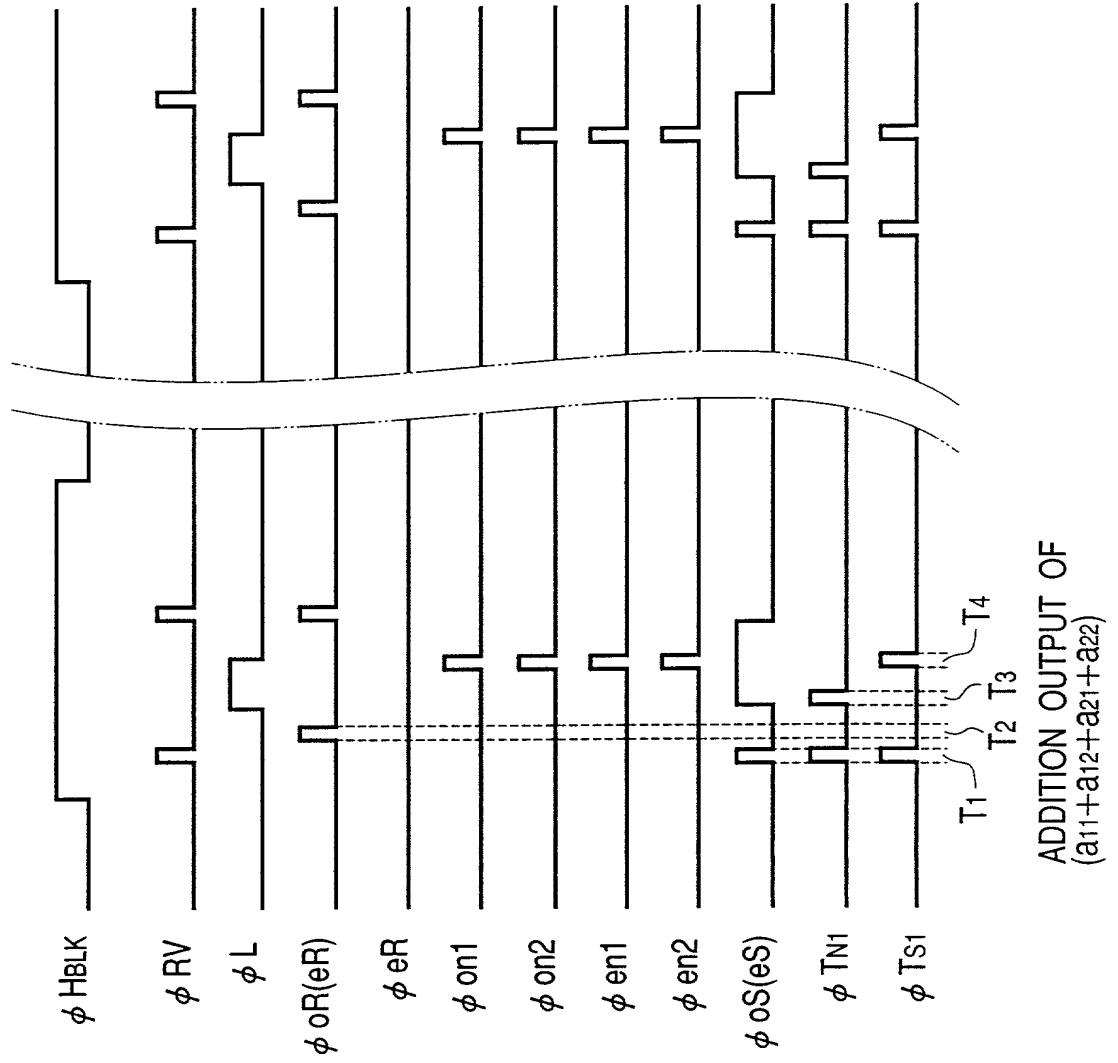 φ HBLK
φ RV
φ L
φ oR(eR)
φ eR
φ on1
φ on2
φ en1
φ en2
φ oS(eS)
φ TN1
φ TS1
T1
T2
T3
T4
ADDITION OUTPUT OF
(a11+a12+a21+a22)